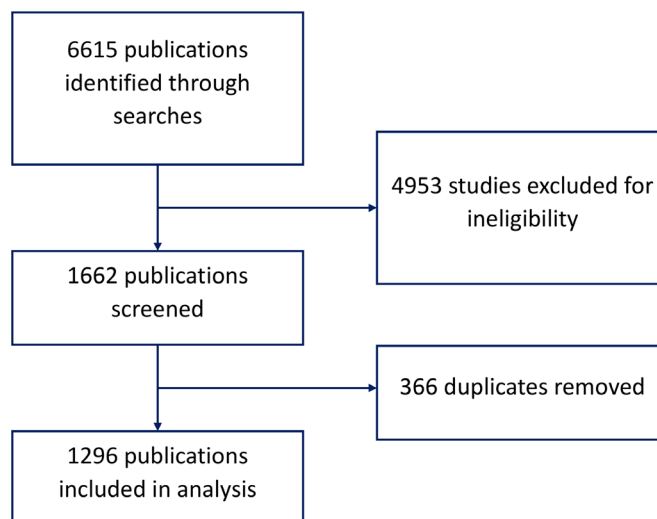 6615 publications
identified through
searches
4953 studies excluded for
ineligibility
1662 publications
screened
366 duplicates removed
1296 publications
included in analysis